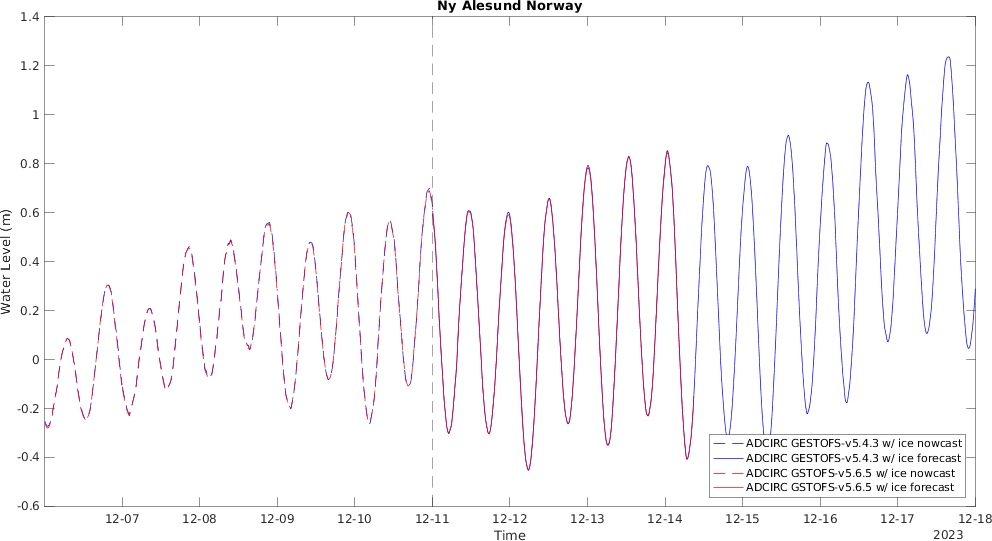 Ny Alesund Norway
1.4
1.2
1
0.8
0.6
0.4
0.2
0
-0.2
-0.4
-0.6
Water Level (m)
ADCIRC GESTOFS-v5.4.3 w/ ice nowcast
ADCIRC GESTOFS-v5.4.3 w/ ice forecast
ADCIRC GSTOFS-v5.6.5 w/ ice nowcast
ADCIRC GSTOFS-v5.6.5 w/ ice forecast
12-07 12-08 12-09 12-10 12-11 12-12 12-13 12-14 12-15 12-16 12-17 12-18
Time
2023